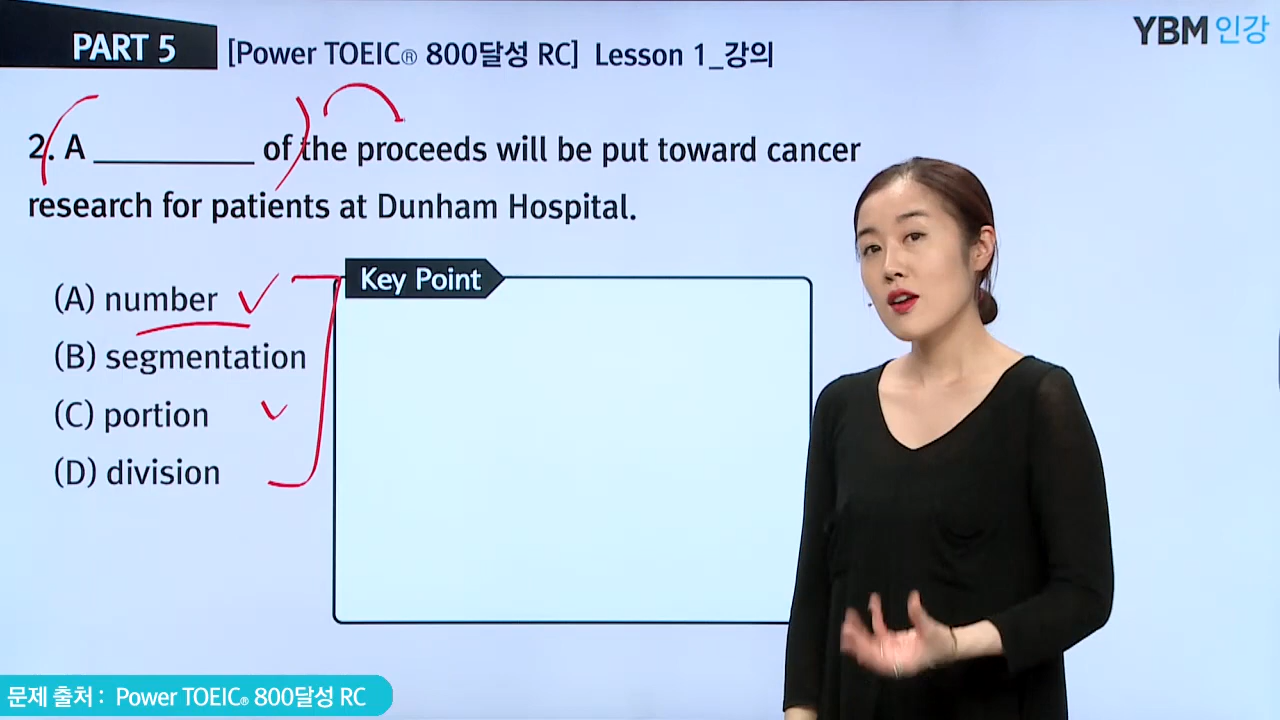 PART 5
[Power TOEIC® 800달성 RC] Lesson 1_강의
YBM 인강
2. A __________ of the proceeds will be put toward cancer
research for patients at Dunham Hospital.
Key Point
(A) number
(B) segmentation
(C) portion
(D) division
문제 출처 : Power TOEIC® 800달성 RC